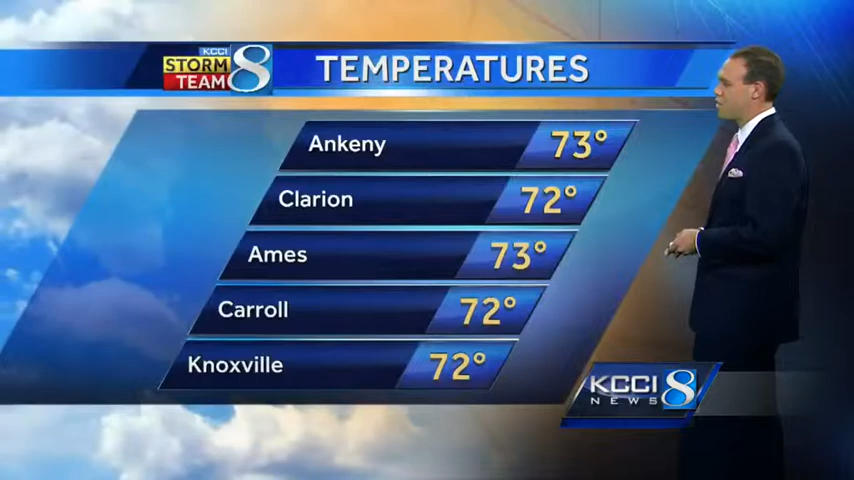 KCCI
STORM
TEAM 8
TEMPERATURES
Ankeny 73°
Clarion 72°
Ames 73°
Carroll 72°
Knoxville 72°
KCCI 8
NEWS